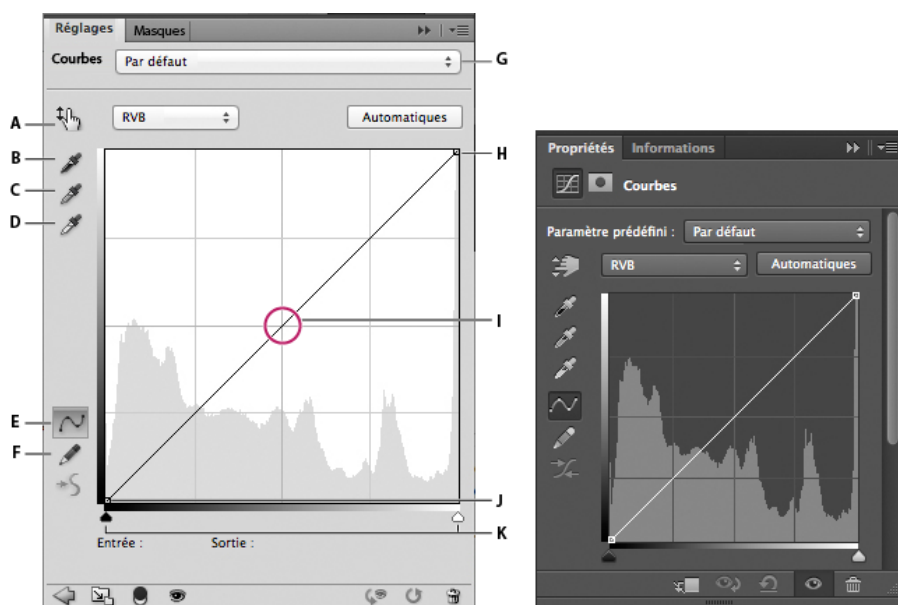 Réglages Masques
Courbes Par défaut G
A RVB Automatiques
B H
C
D
I
E
F
J
K
Entrée : Sortie :
Propriétés Informations
Courbes
Paramètre prédéfini : Par défaut
RVB Automatiques